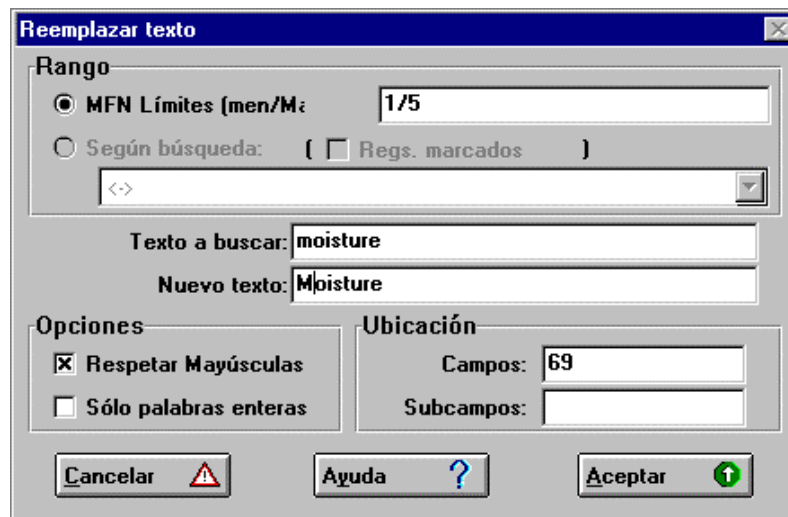 Reemplazar texto
Rango
MFN Límites (men/Ma
1/5
Según búsqueda: ( Regs. marcados )
<->
Texto a buscar: moisture
Nuevo texto: Moisture
Opciones
Ubicación
Respetar Mayúsculas
Campos: 69
Sólo palabras enteras
Subcampos:
Cancelar
Ayuda ?
Aceptar